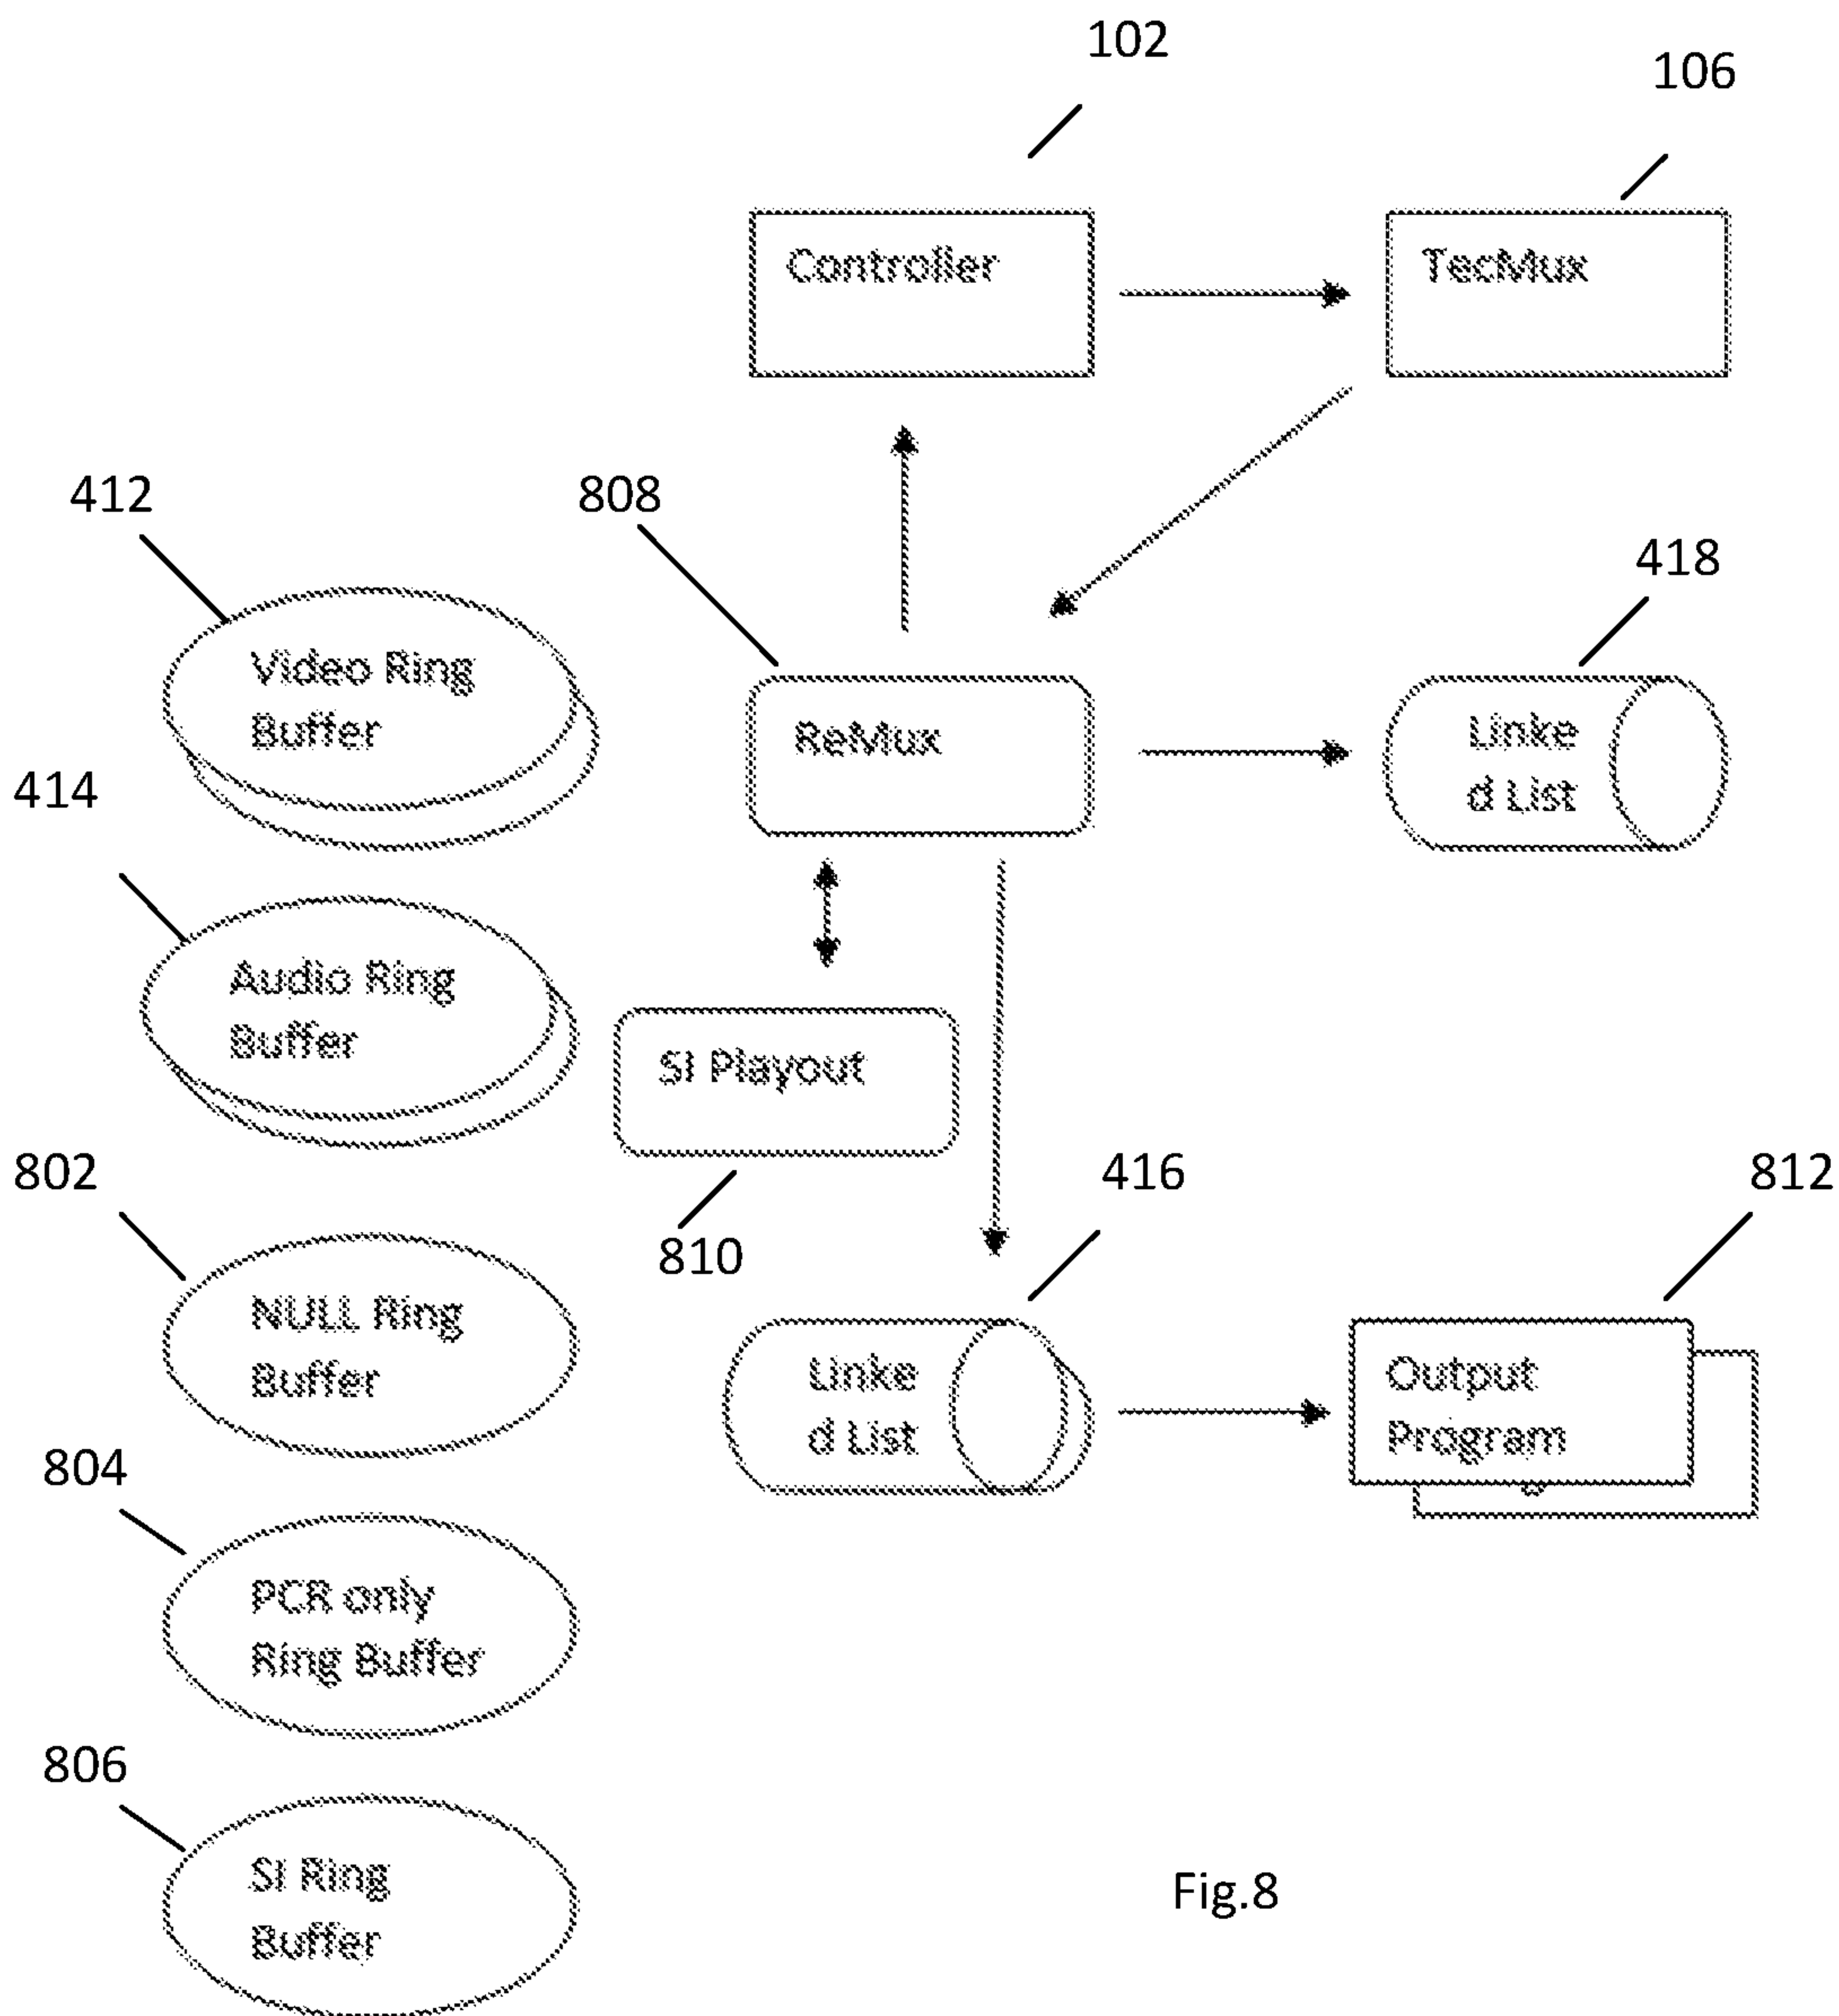 102
106
Controller
TecMux
412
808
418
Video Ring
Buffer
ReMux
Linke
d List
414
Audio Ring
Buffer
SI Playout
802
810
416
812
NULL Ring
Buffer
Linke
d List
Output
Program
804
PCR only
Ring Buffer
806
SI Ring
Buffer
Fig.8